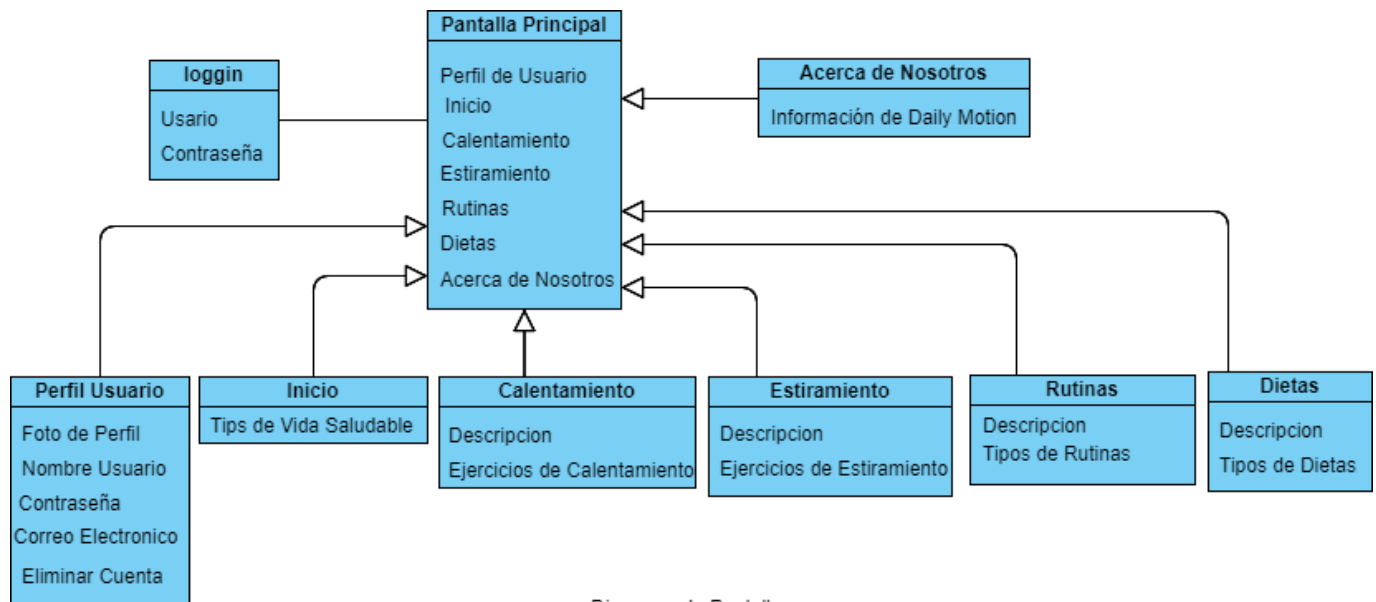 Pantalla Principal
Perfil de Usuario
Inicio
Calentamiento
Estiramiento
Rutinas
Dietas
Acerca de Nosotros
loggin
Usario
Contraseña
Acerca de Nosotros
Información de Daily Motion
Perfil Usuario
Foto de Perfil
Nombre Usuario
Contraseña
Correo Electronico
Eliminar Cuenta
Inicio
Tips de Vida Saludable
Calentamiento
Descripcion
Ejercicios de Calentamiento
Estiramiento
Descripcion
Ejercicios de Estiramiento
Rutinas
Descripcion
Tipos de Rutinas
Dietas
Descripcion
Tipos de Dietas